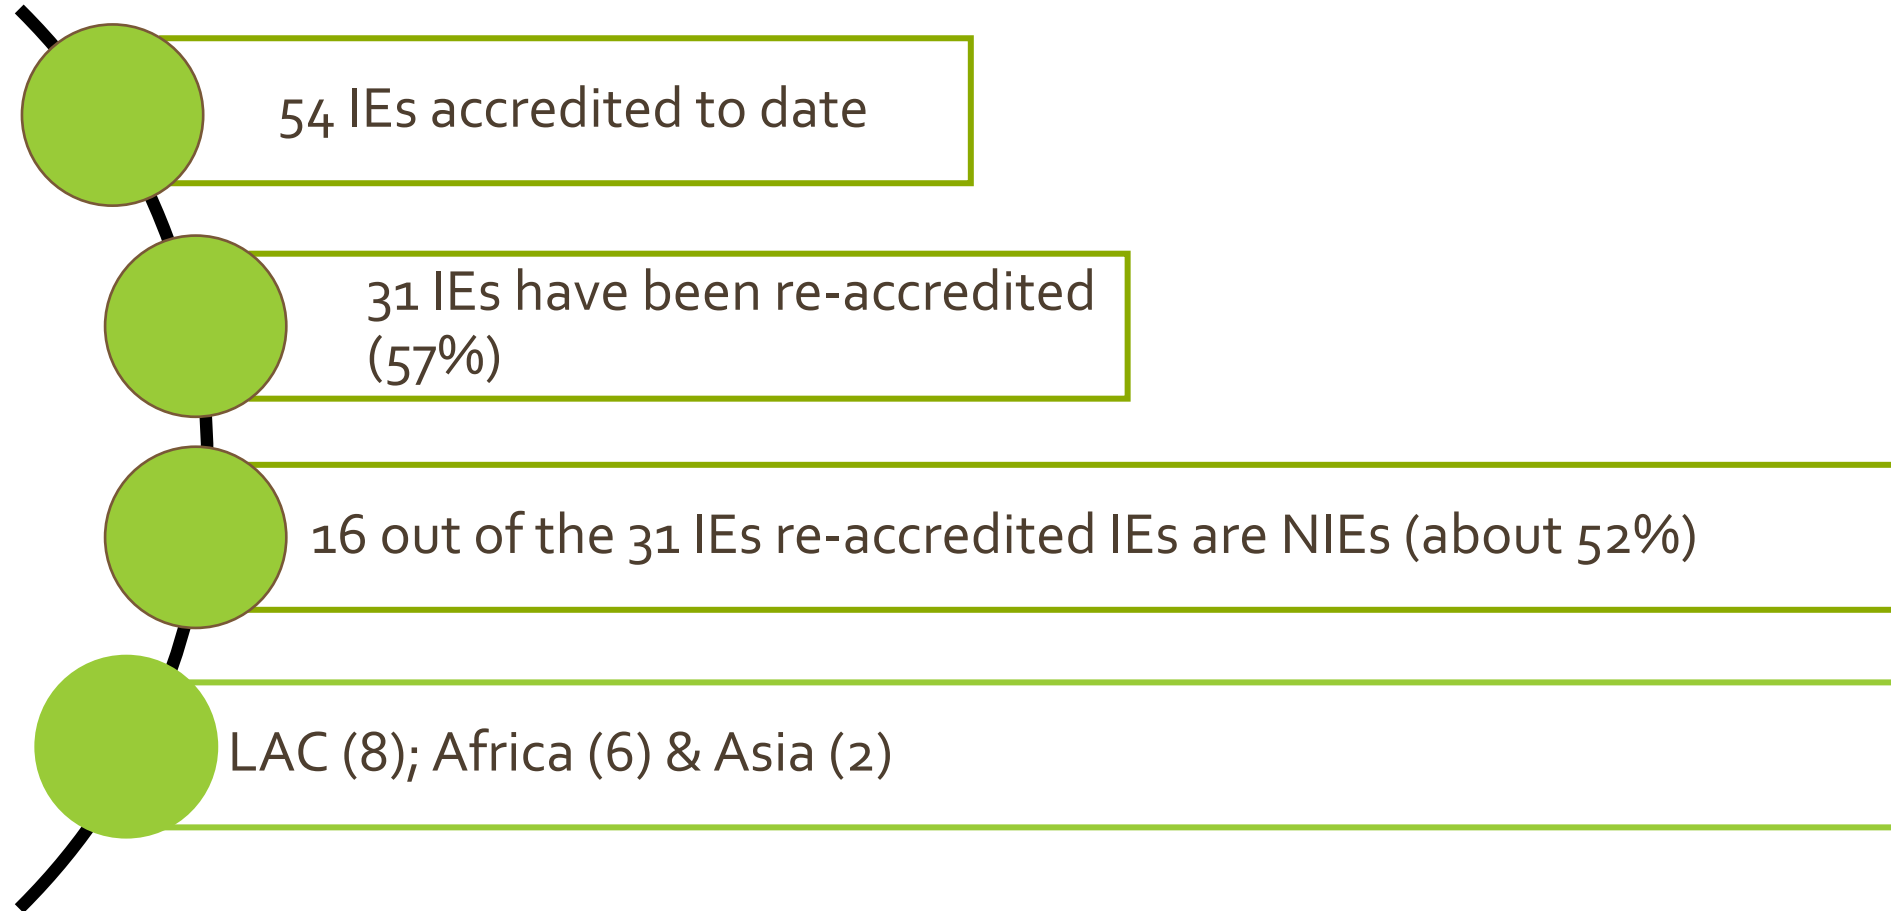 54 IEs accredited to date
31 IEs have been re-accredited
(57%)
16 out of the 31 IEs re-accredited IEs are NIEs (about 52%)
LAC (8); Africa (6) & Asia (2)